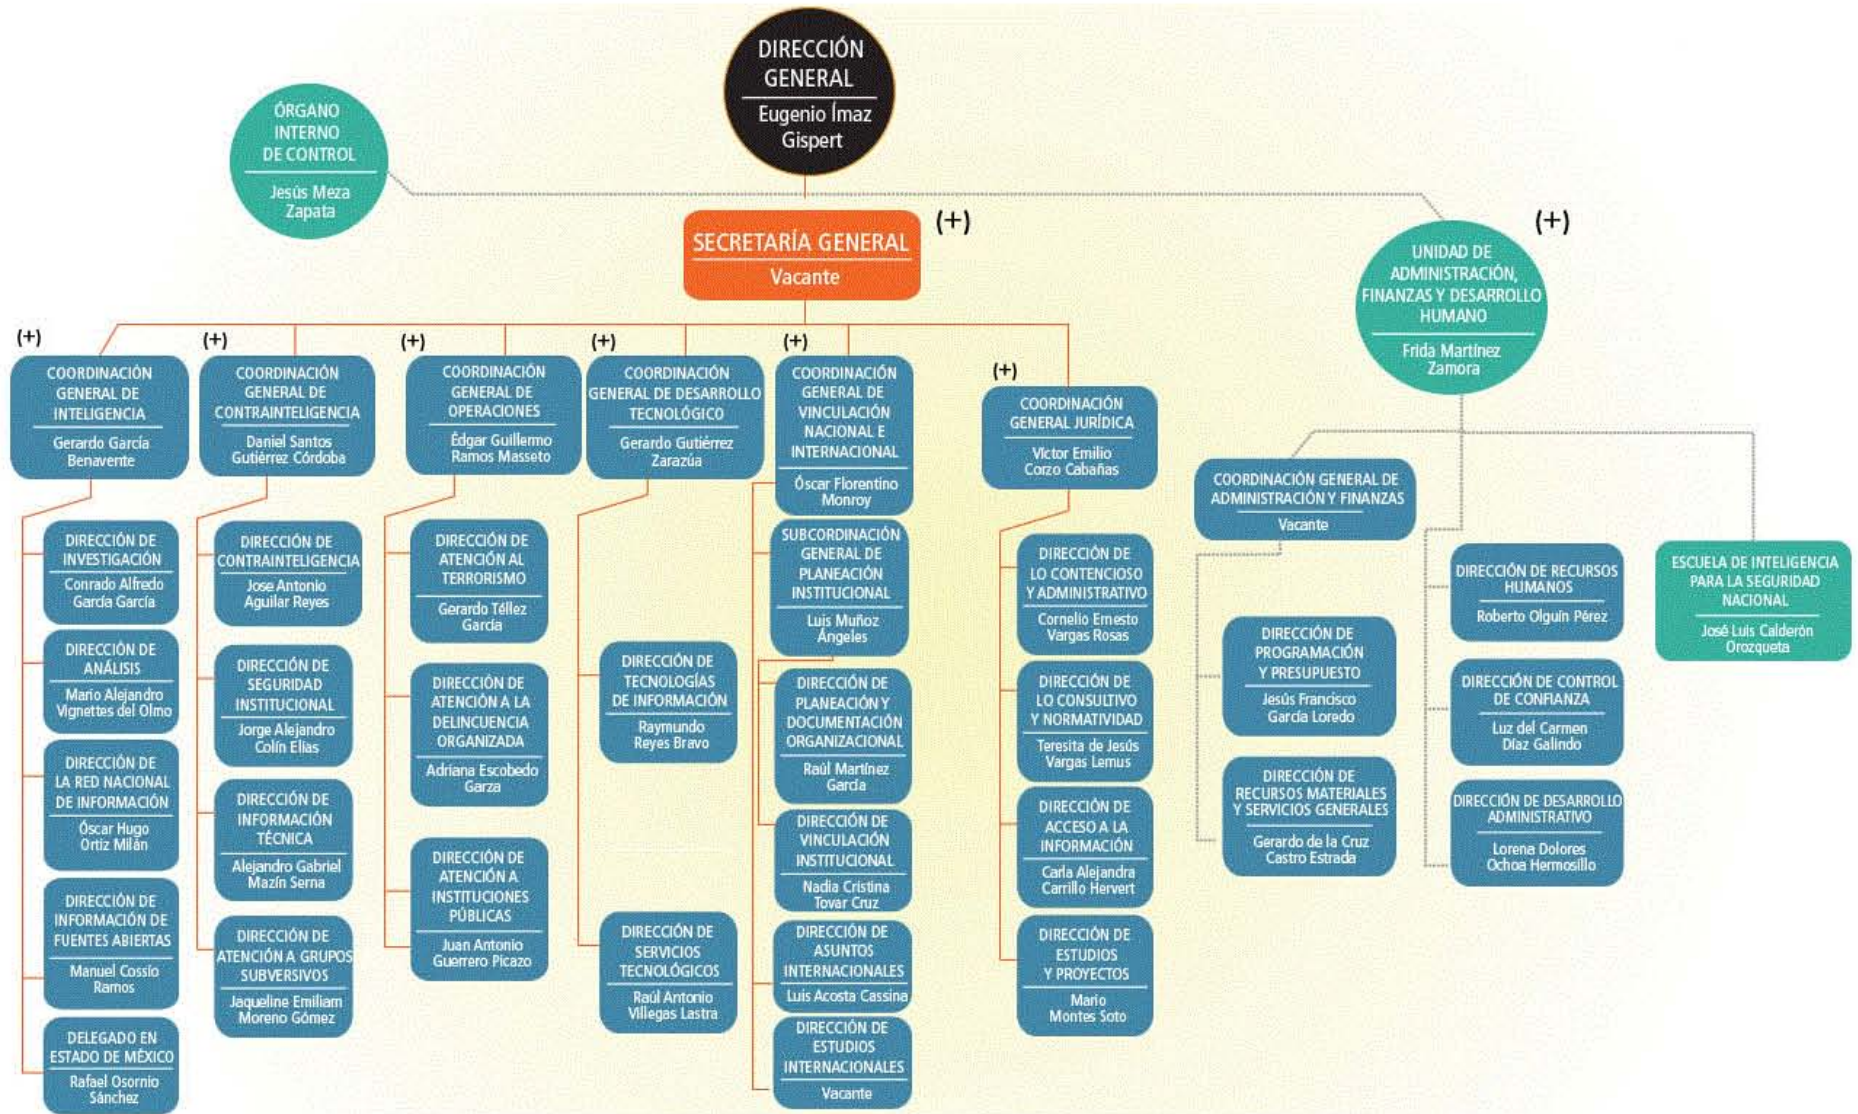 DIRECCIÓN
GENERAL
Eugenio Ímaz
Gispert
ÓRGANO
INTERNO
DE CONTROL
Jesús Meza
Zapata
SECRETARÍA GENERAL
Vacante
(+)
(+)
UNIDAD DE
ADMINISTRACIÓN,
FINANZAS Y DESARROLLO
HUMANO
Frida Martínez
Zamora
(+)
COORDINACIÓN
GENERAL DE
INTELIGENCIA
Gerardo García
Benavente
DIRECCIÓN DE
INVESTIGACIÓN
Conrado Alfredo
García García
DIRECCIÓN DE
ANÁLISIS
Mario Alejandro
Vignettes del Olmo
DIRECCIÓN DE
LA RED NACIONAL
DE INFORMACIÓN
Óscar Hugo
Ortiz Milán
DIRECCIÓN DE
INFORMACIÓN DE
FUENTES ABIERTAS
Manuel Cossío
Ramos
DELEGADO EN
ESTADO DE MÉXICO
Rafael Osornio
Sánchez
(+)
COORDINACIÓN
GENERAL DE
CONTRAINTELIGENCIA
Daniel Santos
Gutiérrez Córdoba
DIRECCIÓN DE
CONTRAINTELIGENCIA
Jose Antonio
Aguilar Reyes
DIRECCIÓN DE
SEGURIDAD
INSTITUCIONAL
Jorge Alejandro
Colín Elías
DIRECCIÓN DE
INFORMACIÓN
TÉCNICA
Alejandro Gabriel
Mazín Serna
DIRECCIÓN DE
ATENCIÓN A GRUPOS
SUBVERSIVOS
Jaqueline Emiliam
Moreno Gómez
(+)
COORDINACIÓN
GENERAL DE
OPERACIONES
Édgar Guillermo
Ramos Masseto
DIRECCIÓN DE
ATENCIÓN AL
TERRORISMO
Gerardo Téllez
García
DIRECCIÓN DE
ATENCIÓN A LA
DELINCUENCIA
ORGANIZADA
Adriana Escobedo
Garza
DIRECCIÓN DE
ATENCIÓN A
INSTITUCIONES
PÚBLICAS
Juan Antonio
Guerrero Picazo
(+)
COORDINACIÓN
GENERAL DE DESARROLLO
TECNOLÓGICO
Gerardo Gutiérrez
Zarazúa
DIRECCIÓN DE
TECNOLOGÍAS
DE INFORMACIÓN
Raymundo
Reyes Bravo
DIRECCIÓN DE
SERVICIOS
TECNOLÓGICOS
Raúl Antonio
Villegas Lastra
(+)
COORDINACIÓN
GENERAL DE
VINCULACIÓN
NACIONAL E
INTERNACIONAL
Óscar Florentino
Monroy
SUBCORDINACIÓN
GENERAL DE
PLANEACIÓN
INSTITUCIONAL
Luis Muñoz
Ángeles
DIRECCIÓN DE
PLANEACIÓN Y
DOCUMENTACIÓN
ORGANIZACIONAL
Raúl Martínez
García
DIRECCIÓN DE
VINCULACIÓN
INSTITUCIONAL
Nadia Cristina
Tovar Cruz
DIRECCIÓN DE
ASUNTOS
INTERNACIONALES
Luis Acosta Cassina
DIRECCIÓN DE
ESTUDIOS
INTERNACIONALES
Vacante
(+)
COORDINACIÓN
GENERAL JURÍDICA
Víctor Emilio
Corzo Cabañas
DIRECCIÓN DE
LO CONTENCIOSO
Y ADMINISTRATIVO
Cornelio Ernesto
Vargas Rosas
DIRECCIÓN DE
LO CONSULTIVO
Y NORMATIVIDAD
Teresita de Jesús
Vargas Lemus
DIRECCIÓN DE
ACCESO A LA
INFORMACIÓN
Carla Alejandra
Carrillo Hervert
DIRECCIÓN DE
ESTUDIOS
Y PROYECTOS
Mario
Montes Soto
COORDINACIÓN GENERAL DE
ADMINISTRACIÓN Y FINANZAS
Vacante
DIRECCIÓN DE
PROGRAMACIÓN
Y PRESUPUESTO
Jesús Francisco
García Loredo
DIRECCIÓN DE
RECURSOS MATERIALES
Y SERVICIOS GENERALES
Gerardo de la Cruz
Castro Estrada
DIRECCIÓN DE RECURSOS
HUMANOS
Roberto Olguín Pérez
DIRECCIÓN DE CONTROL
DE CONFIANZA
Luz del Carmen
Díaz Galindo
DIRECCIÓN DE DESARROLLO
ADMINISTRATIVO
Lorena Dolores
Ochoa Hermosillo
ESCUELA DE INTELIGENCIA
PARA LA SEGURIDAD
NACIONAL
José Luis Calderón
Orozqueta